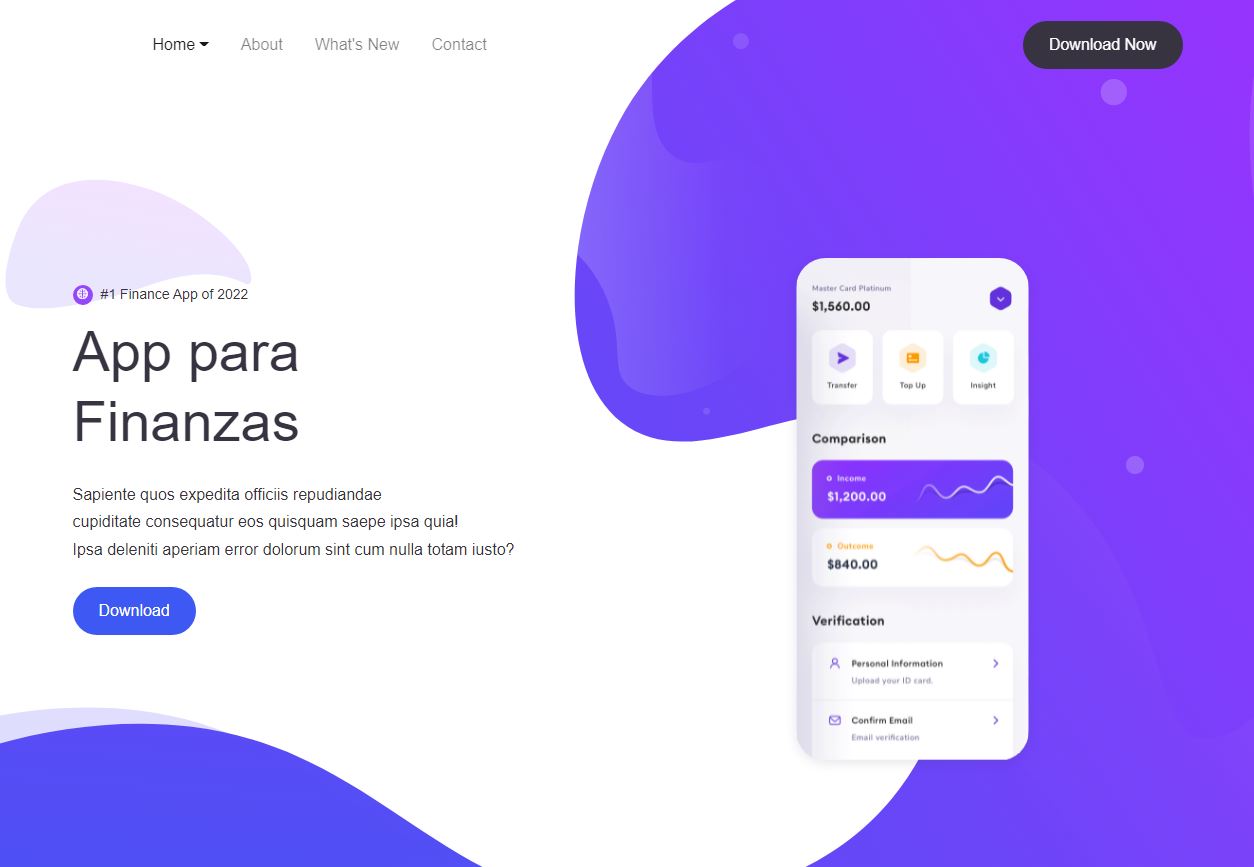 Home
About
What's New
Contact
Download Now
#1 Finance App of 2022
App para
Finanzas
Sapiente quos expedita officiis repudiandae
cupiditate consequatur eos quisquam saepe ipsa quia!
Ipsa deleniti aperiam error dolorum sint cum nulla totam iusto?
Download
Master Card Platinum
$1,560.00
Transfer
Top Up
Insight
Comparison
Income
$1,200.00
Outcome
$840.00
Verification
Personal Information
Upload your ID card.
Confirm Email
Email verification